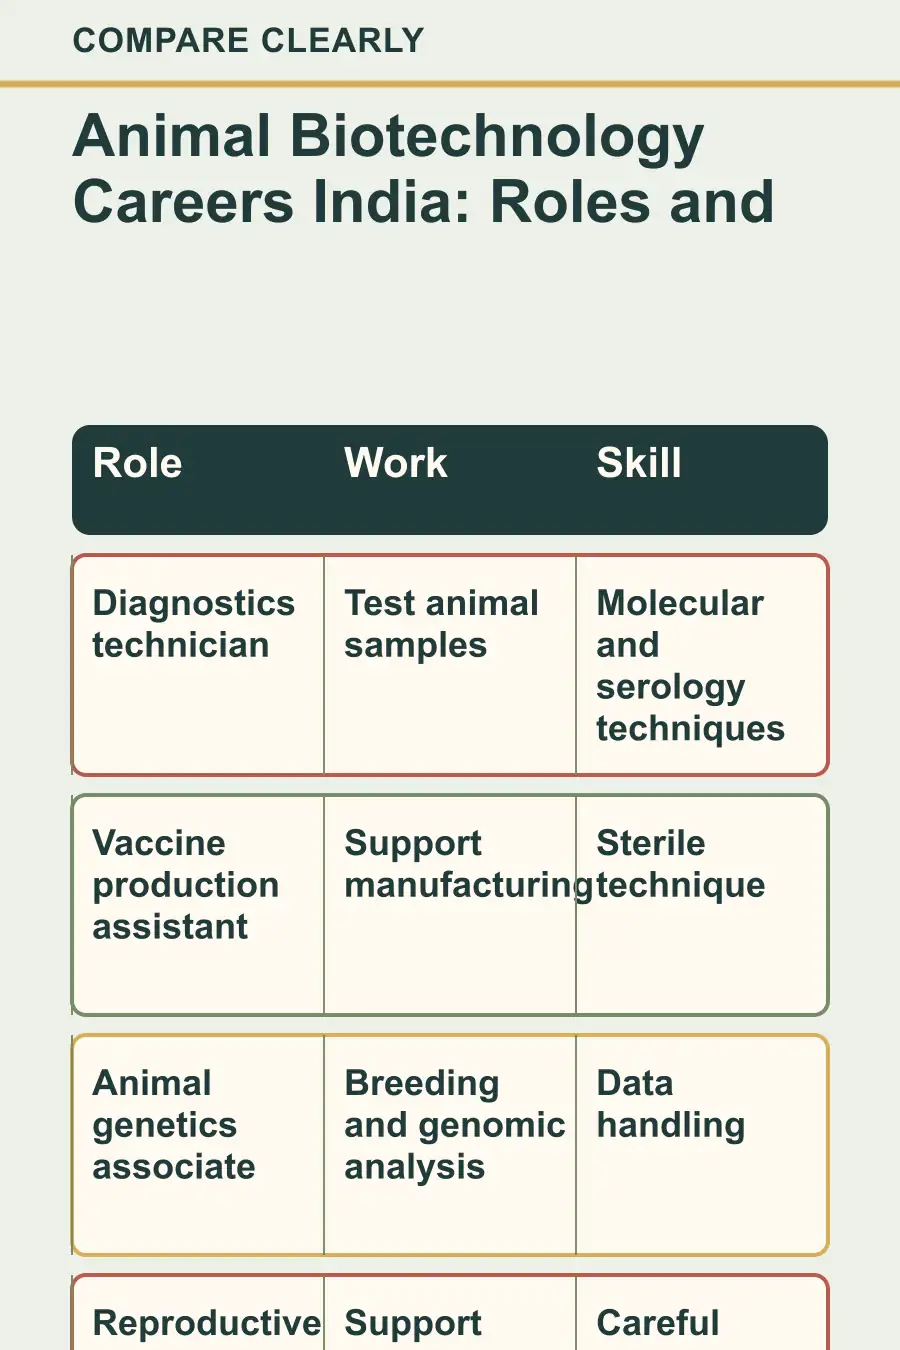 COMPARE CLEARLY
Animal Biotechnology
Careers India: Roles and
Role Work Skill
Diagnostics
technician
Test animal
samples
Molecular
and
serology
techniques
Vaccine
production
assistant
Support
manufacturing
Sterile
technique
Animal
genetics
associate
Breeding
and genomic
analysis
Data
handling
Reproductive
Support
Careful